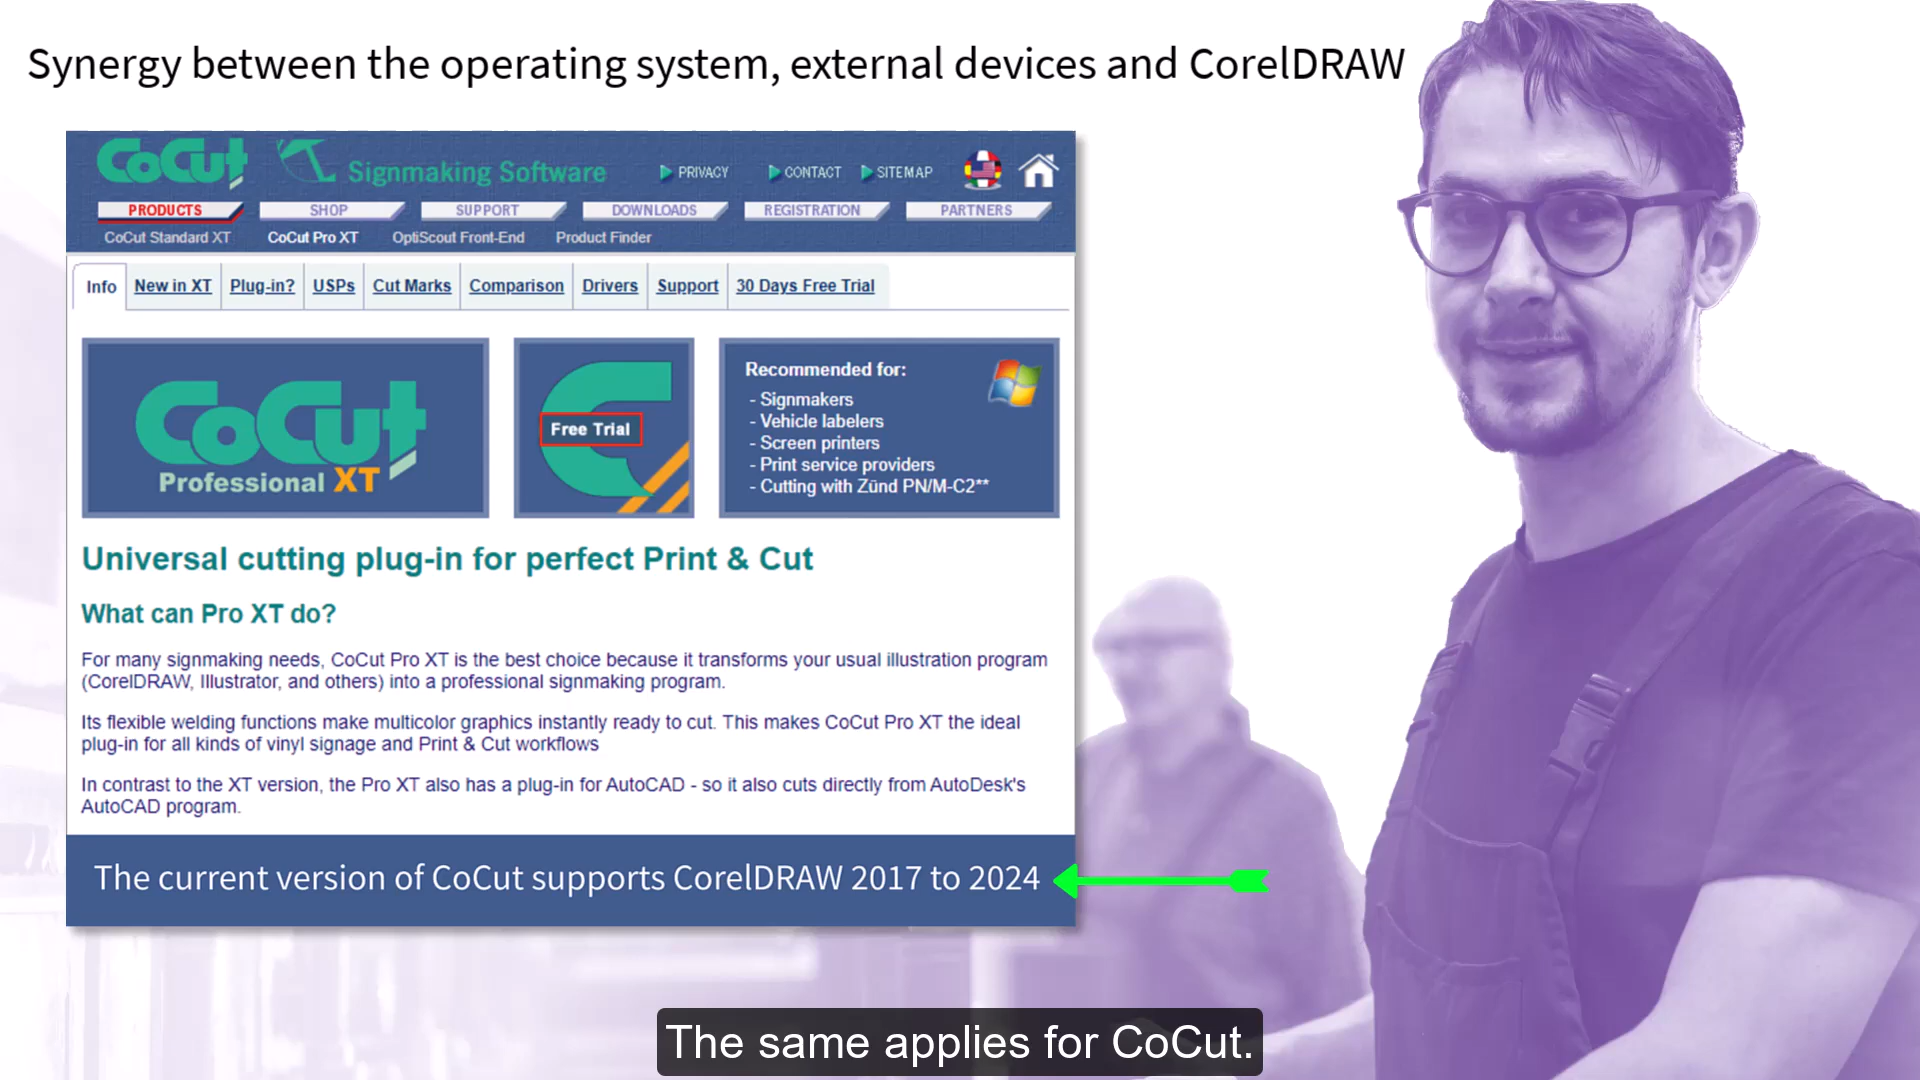 Synergy between the operating system, external devices and CorelDRAW
CoCut Signmaking Software PRIVACY CONTACT SITEMAP
PRODUCTS SHOP SUPPORT DOWNLOADS REGISTRATION PARTNERS
CoCut Standard XT CoCut Pro XT OptiScout Front-End Product Finder
Info New in XT Plug-in? USPs Cut Marks Comparison Drivers Support 30 Days Free Trial
CoCut
Professional XT
Free Trial
Recommended for:
- Signmakers
- Vehicle labelers
- Screen printers
- Print service providers
- Cutting with Zünd PN/M-C2**
Universal cutting plug-in for perfect Print & Cut
What can Pro XT do?
For many signmaking needs, CoCut Pro XT is the best choice because it transforms your usual illustration program
(CorelDRAW, Illustrator, and others) into a professional signmaking program.
Its flexible welding functions make multicolor graphics instantly ready to cut. This makes CoCut Pro XT the ideal
plug-in for all kinds of vinyl signage and Print & Cut workflows
In contrast to the XT version, the Pro XT also has a plug-in for AutoCAD - so it also cuts directly from AutoDesk's
AutoCAD program.
The current version of CoCut supports CorelDRAW 2017 to 2024
The same applies for CoCut.